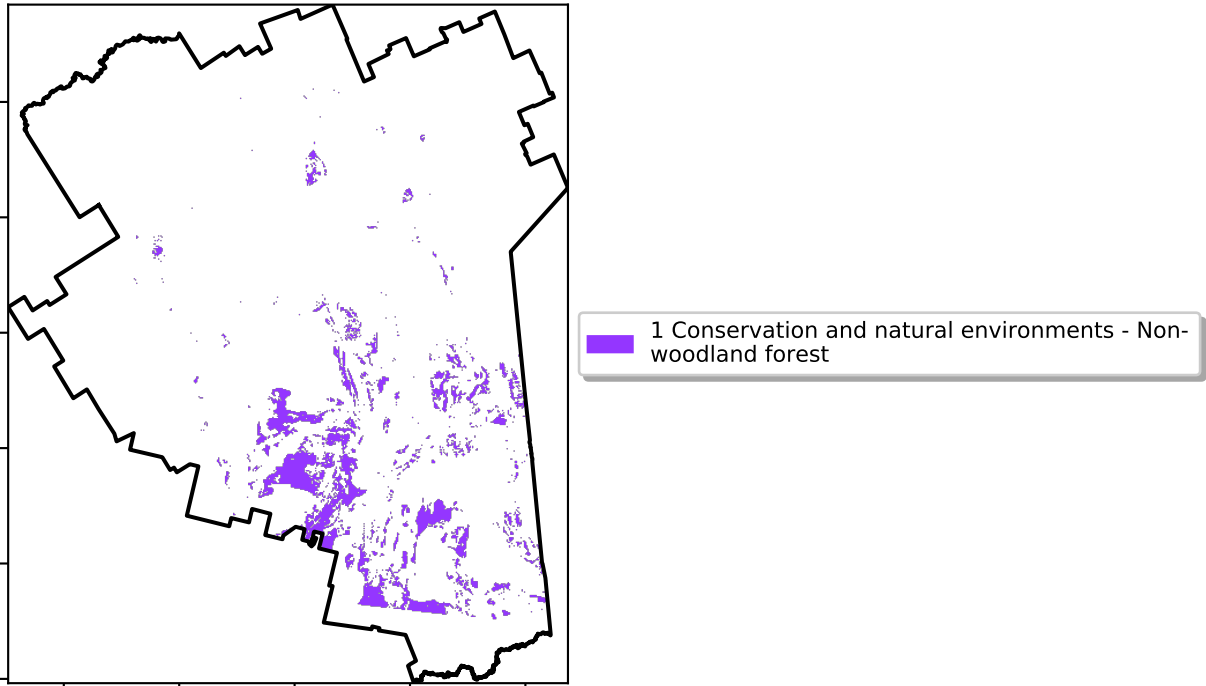 1 Conservation and natural environments - Non-
woodland forest